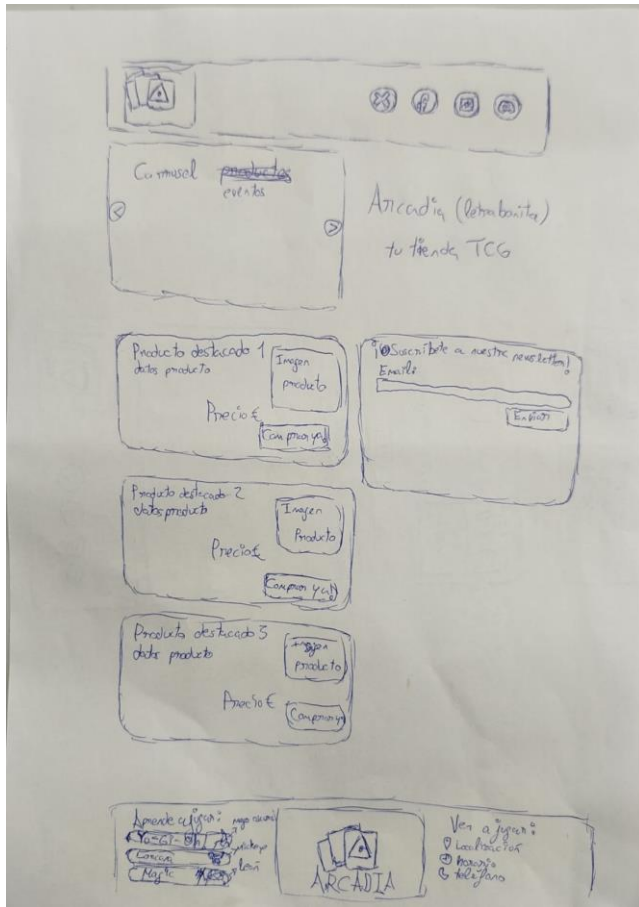 Carrousel productos
eventos
Arcadia (letra bonita)
tu tienda TCG
Producto destacado 1
datos producto
Imagen
producto
Precio €
Comprar ya!
¡Suscríbete a nuestra newsletter!
Email:
Enviar
Producto destacado 2
datos producto
Imagen
Producto
Precio €
Comprar ya!
Producto destacado 3
datos producto
Imagen
producto
Precio €
Comprar ya
Aprende a jugar:
Yu-Gi-Oh
Lorcana
Magic
ARCADIA
Ven a jugar:
Localización
horario
teléfono